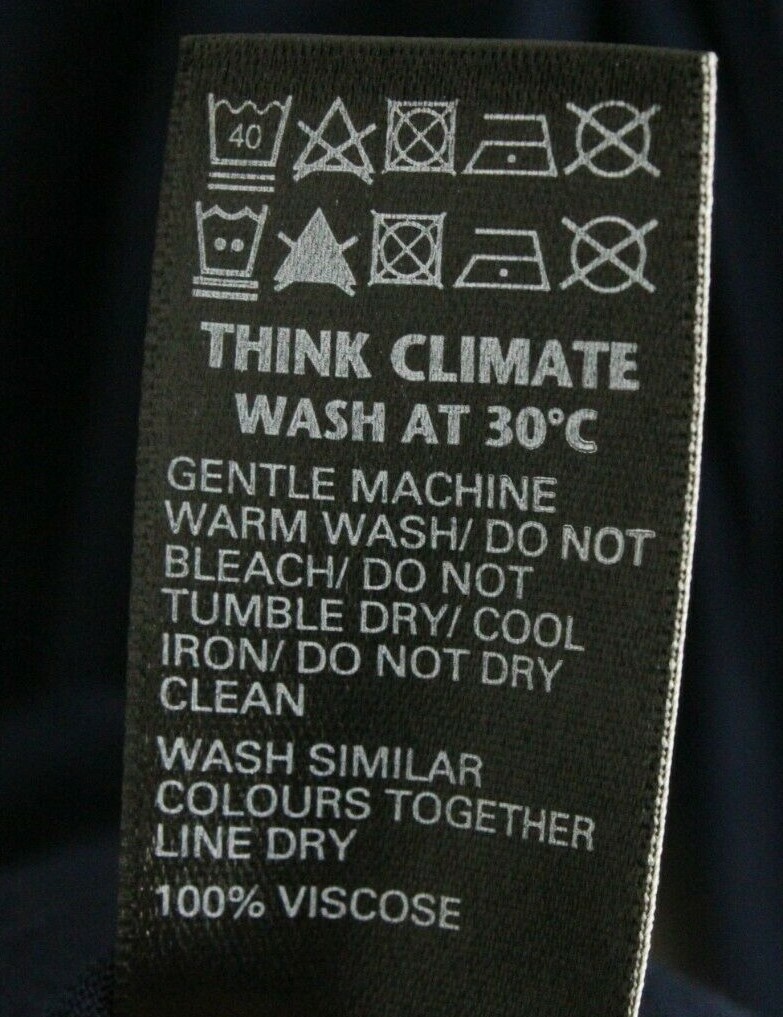 40
THINK CLIMATE
WASH AT 30°C
GENTLE MACHINE
WARM WASH/ DO NOT
BLEACH/ DO NOT
TUMBLE DRY/ COOL
IRON/ DO NOT DRY
CLEAN
WASH SIMILAR
COLOURS TOGETHER
LINE DRY
100% VISCOSE